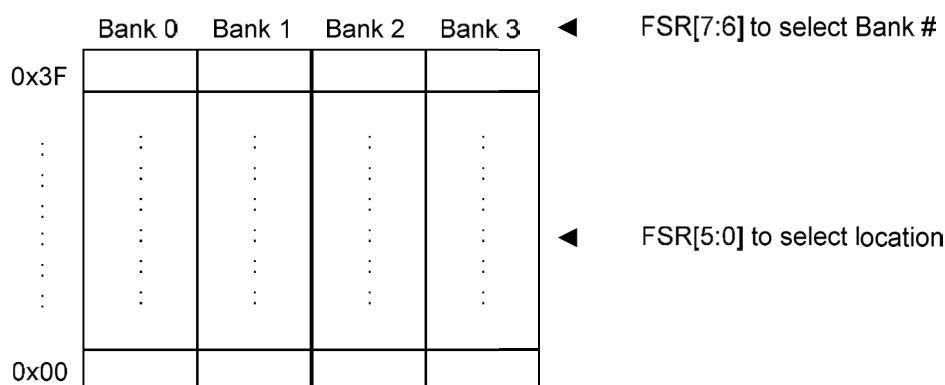 Bank 0 Bank 1 Bank 2 Bank 3 ◄ FSR[7:6] to select Bank #
0x3F
: : : : :
: : : : :
: : : : :
: : : : : ◄ FSR[5:0] to select location
: : : : :
: : : : :
0x00